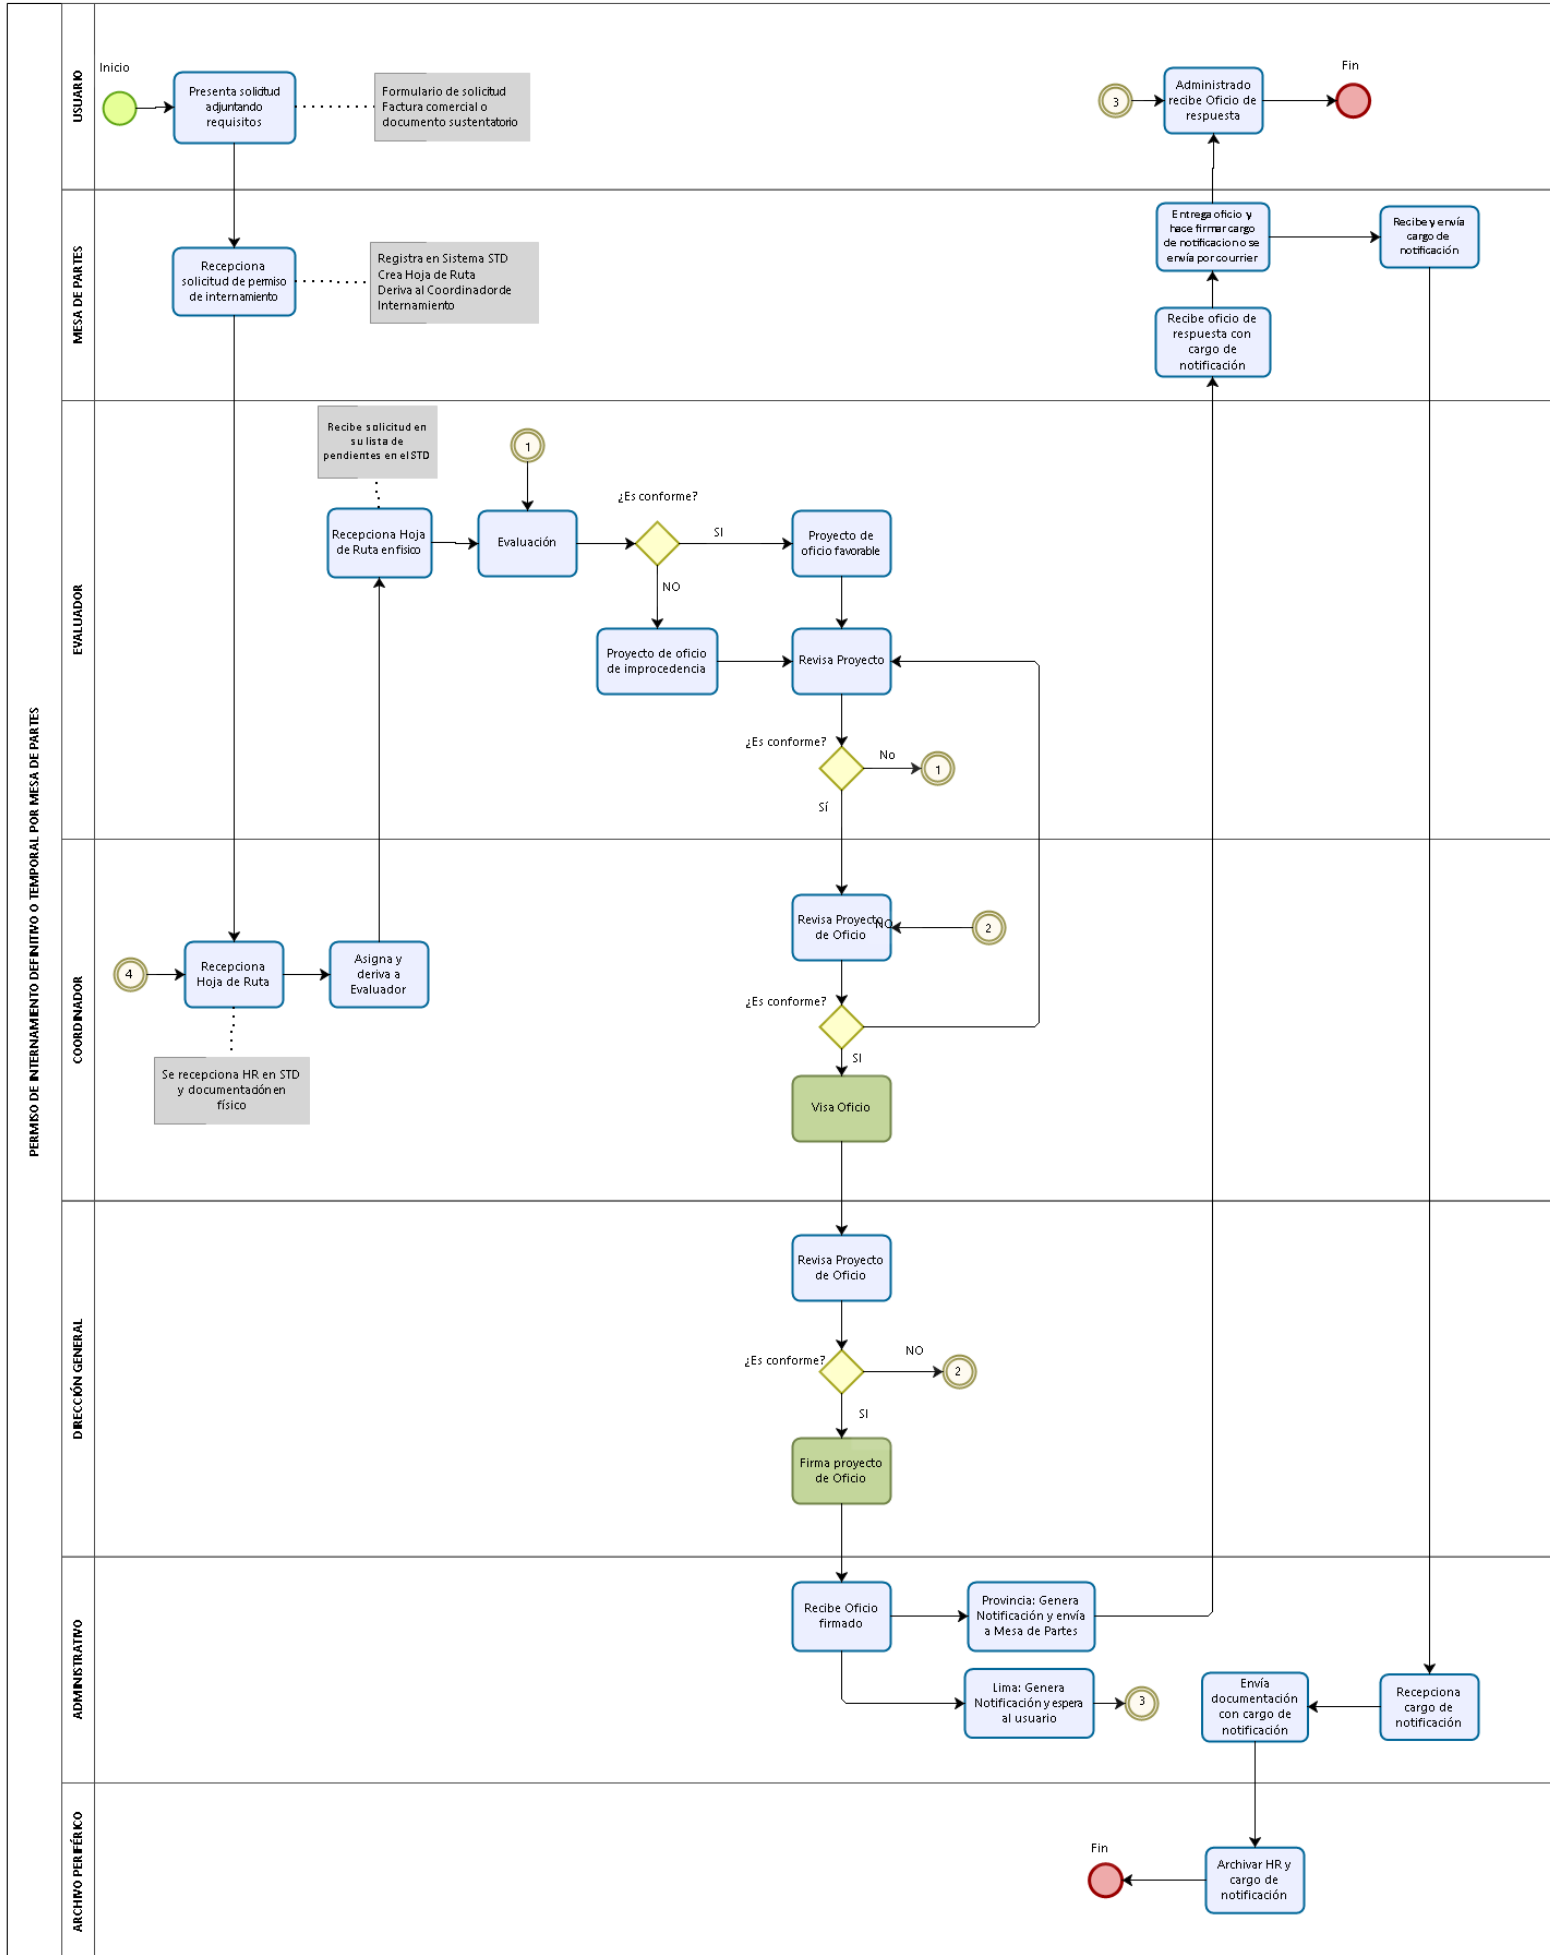 PERMISO DE INTERNAMIENTO DEFINITIVO O TEMPORAL POR MESA DE PARTES
USUARIO
Inicio
Presenta solicitud
adjuntando
requisitos
Formulario de solicitud
Factura comercial o
documento sustentatorio
3
Administrado
recibe Oficio de
respuesta
Fin
MESA DE PARTES
Recepciona
solicitud de permiso
de internamiento
Registra en Sistema STD
Crea Hoja de Ruta
Deriva al Coordinador de
Internamiento
Entrega oficio y
hace firmar cargo
de notificacion o se
envía por courrier
Recibe y envía
cargo de
notificación
Recibe oficio de
respuesta con
cargo de
notificación
EVALUADOR
Recibe solicitud en
su lista de
pendientes en el STD
1
Recepciona Hoja
de Ruta en fisico
Evaluación
¿Es conforme?
SI
NO
Proyecto de
oficio favorable
Proyecto de oficio
de improcedencia
Revisa Proyecto
¿Es conforme?
No
1
Sí
COORDINADOR
4
Recepciona
Hoja de Ruta
Asigna y
deriva a
Evaluador
Se recepciona HR en STD
y documentación en
físico
Revisa Proyecto
de Oficio
NO
2
¿Es conforme?
SI
Visa Oficio
DIRECCIÓN GENERAL
Revisa Proyecto
de Oficio
¿Es conforme?
NO
2
SI
Firma proyecto
de Oficio
ADMINISTRATIVO
Recibe Oficio
firmado
Provincia: Genera
Notificación y envía
a Mesa de Partes
Lima: Genera
Notificación y espera
al usuario
3
Envía
documentación
con cargo de
notificación
Recepciona
cargo de
notificación
ARCHIVO PERIFÉRICO
Fin
Archivar HR y
cargo de
notificación